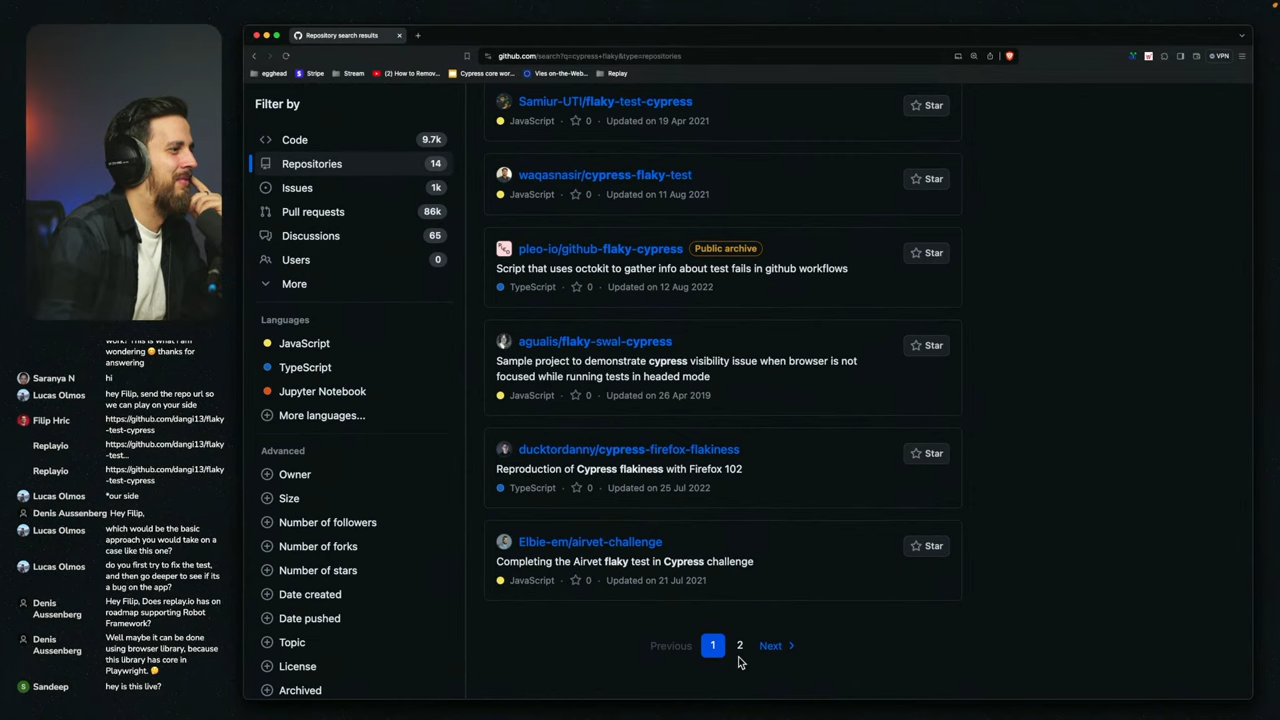 Repository search results
github.com/search?q=cypress+flaky&type=repositories
VPN
egghead
Stripe
Stream
(2) How to Remov...
Cypress core wor...
Vies on-the-Web...
Replay
Filter by
Code 9.7k
Repositories 14
Issues 1k
Pull requests 86k
Discussions 65
Users 0
More
Languages
JavaScript
TypeScript
Jupyter Notebook
More languages...
Advanced
Owner
Size
Number of followers
Number of forks
Number of stars
Date created
Date pushed
Topic
License
Archived
Samiur-UTI/flaky-test-cypress
Star
JavaScript · 0 · Updated on 19 Apr 2021
waqasnasir/cypress-flaky-test
Star
JavaScript · 0 · Updated on 11 Aug 2021
pleo-io/github-flaky-cypress Public archive
Star
Script that uses octokit to gather info about test fails in github workflows
TypeScript · 0 · Updated on 12 Aug 2022
agualis/flaky-swal-cypress
Star
Sample project to demonstrate cypress visibility issue when browser is not
focused while running tests in headed mode
JavaScript · 0 · Updated on 26 Apr 2019
ducktordanny/cypress-firefox-flakiness
Star
Reproduction of Cypress flakiness with Firefox 102
TypeScript · 0 · Updated on 25 Jul 2022
Elbie-em/airvet-challenge
Star
Completing the Airvet flaky test in Cypress challenge
JavaScript · 0 · Updated on 21 Jul 2021
Previous 1 2 Next
work? This is what I am
wondering 😊 thanks for
answering
Saranya N hi
Lucas Olmos hey Filip, send the repo url so
we can play on your side
Filip Hric https://github.com/dangi13/flaky
-test-cypress
Replayio https://github.com/dangi13/flaky
-test...
Replayio https://github.com/dangi13/flaky
-test-cypress
Lucas Olmos *our side
Denis Aussenberg Hey Filip,
Lucas Olmos which would be the basic
approach you would take on a
case like this one?
Lucas Olmos do you first try to fix the test,
and then go deeper to see if its
a bug on the app?
Denis Aussenberg Hey Filip, Does replay.io has on
roadmap supporting Robot
Framework?
Denis Aussenberg Well maybe it can be done
using browser library, because
this library has core in
Playwright.
S Sandeep hey is this live?